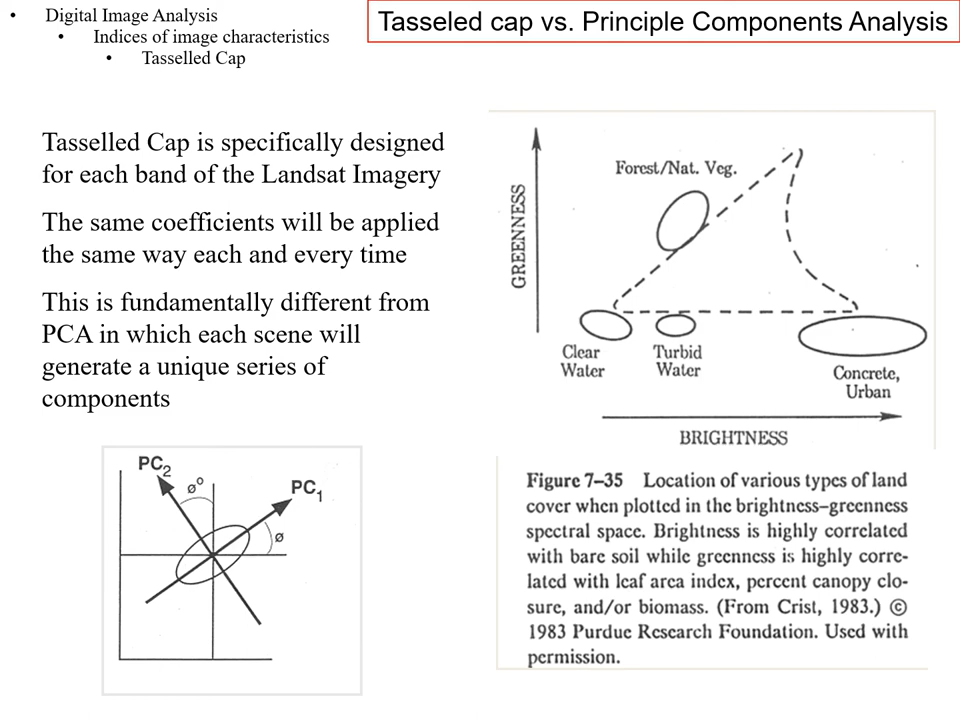 • Digital Image Analysis
• Indices of image characteristics
• Tasselled Cap
Tasseled cap vs. Principle Components Analysis
Tasselled Cap is specifically designed
for each band of the Landsat Imagery
The same coefficients will be applied
the same way each and every time
This is fundamentally different from
PCA in which each scene will
generate a unique series of
components
PC2
øº
PC1
ø
GREENNESS
Forest/Nat. Veg.
Clear
Water
Turbid
Water
Concrete,
Urban
BRIGHTNESS
Figure 7–35 Location of various types of land
cover when plotted in the brightness–greenness
spectral space. Brightness is highly correlated
with bare soil while greenness is highly corre-
lated with leaf area index, percent canopy clo-
sure, and/or biomass. (From Crist, 1983.) ©
1983 Purdue Research Foundation. Used with
permission.